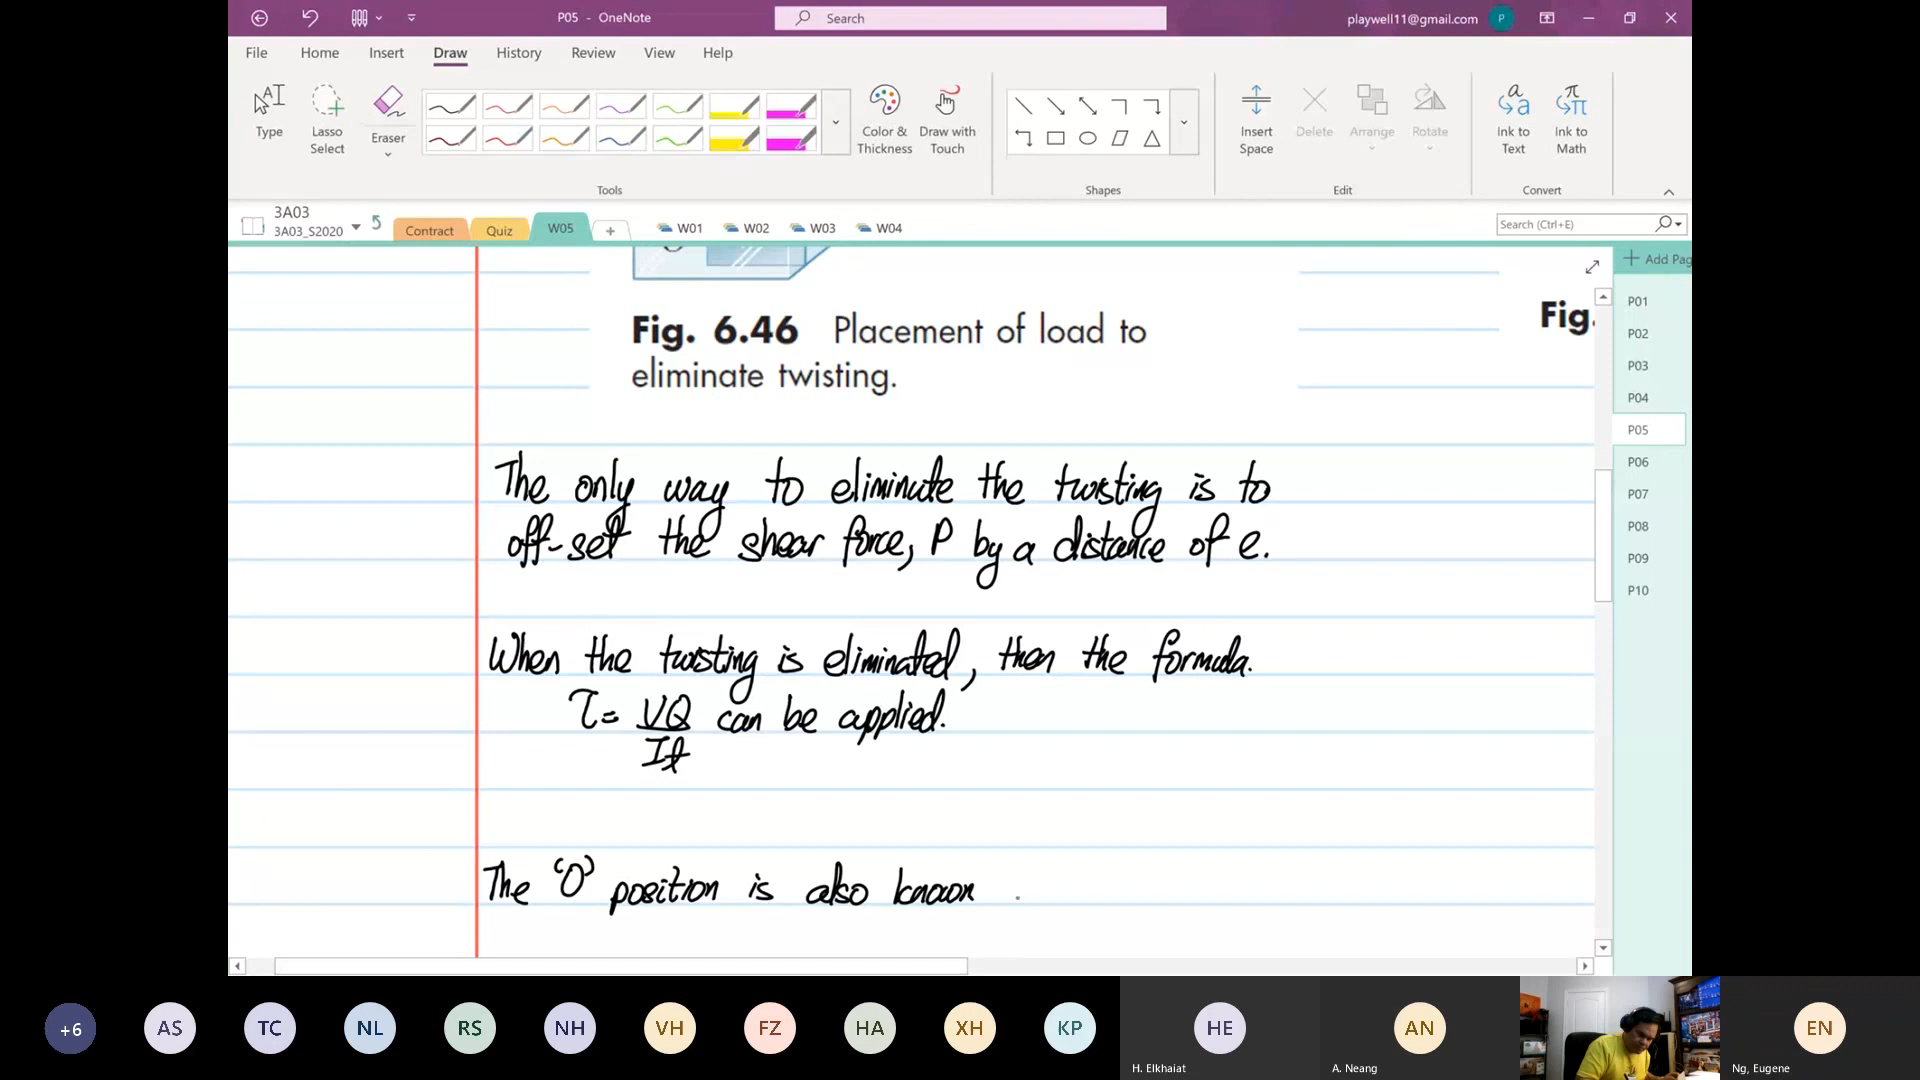 P05 - OneNote
Search
playwell11@gmail.com
P
File Home Insert Draw History Review View Help
Type
Lasso Select
Eraser
Color & Thickness
Draw with Touch
Insert Space
Delete
Arrange
Rotate
Ink to Text
Ink to Math
Tools
Shapes
Edit
Convert
3A03
3A03_S2020
Contract Quiz W05 + W01 W02 W03 W04
Search (Ctrl+E)
Add Pag
P01
P02
P03
P04
P05
P06
P07
P08
P09
P10
Fig. 6.46 Placement of load to
eliminate twisting.
Fig.
The only way to eliminate the twisting is to
off-set the shear force, P by a distance of e.
When the twisting is eliminated, then the formula.
τ = VQ/It can be applied.
The 'O' position is also known
+6 AS TC NL RS NH VH FZ HA XH KP HE AN EN
H. Elkhaiat
A. Neang
Ng, Eugene